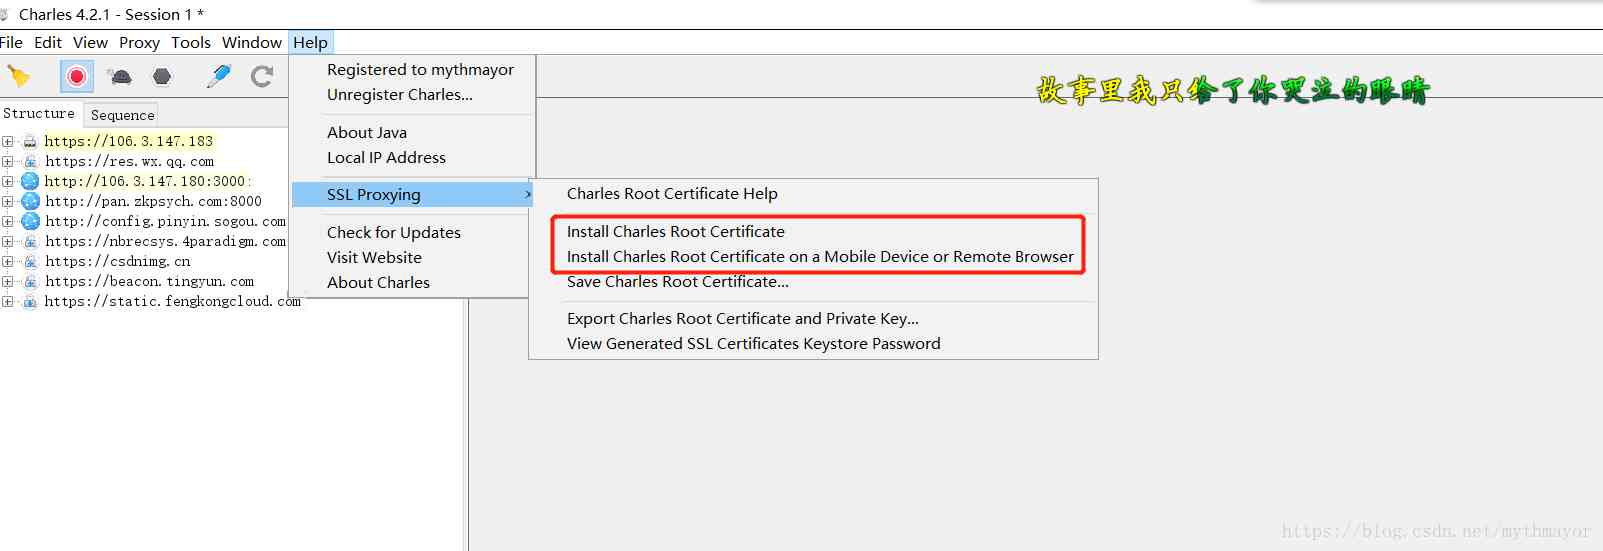 Charles 4.2.1 - Session 1 *
File Edit View Proxy Tools Window Help
Registered to mythmayor
Unregister Charles...
故事里我只给了你哭泣的眼睛
Structure Sequence
About Java
https://106.3.147.183
Local IP Address
https://res.wx.qq.com
http://106.3.147.180:3000
SSL Proxying
Charles Root Certificate Help
http://pan.zkpsych.com:8000
http://config.pinyin.sogou.com
Check for Updates
Install Charles Root Certificate
https://nbrecsys.4paradigm.com
Visit Website
Install Charles Root Certificate on a Mobile Device or Remote Browser
https://csdnimg.cn
https://beacon.tingyun.com
About Charles
Save Charles Root Certificate...
https://static.fengkongcloud.com
Export Charles Root Certificate and Private Key...
View Generated SSL Certificates Keystore Password
https://blog.csdn.net/mythmayor